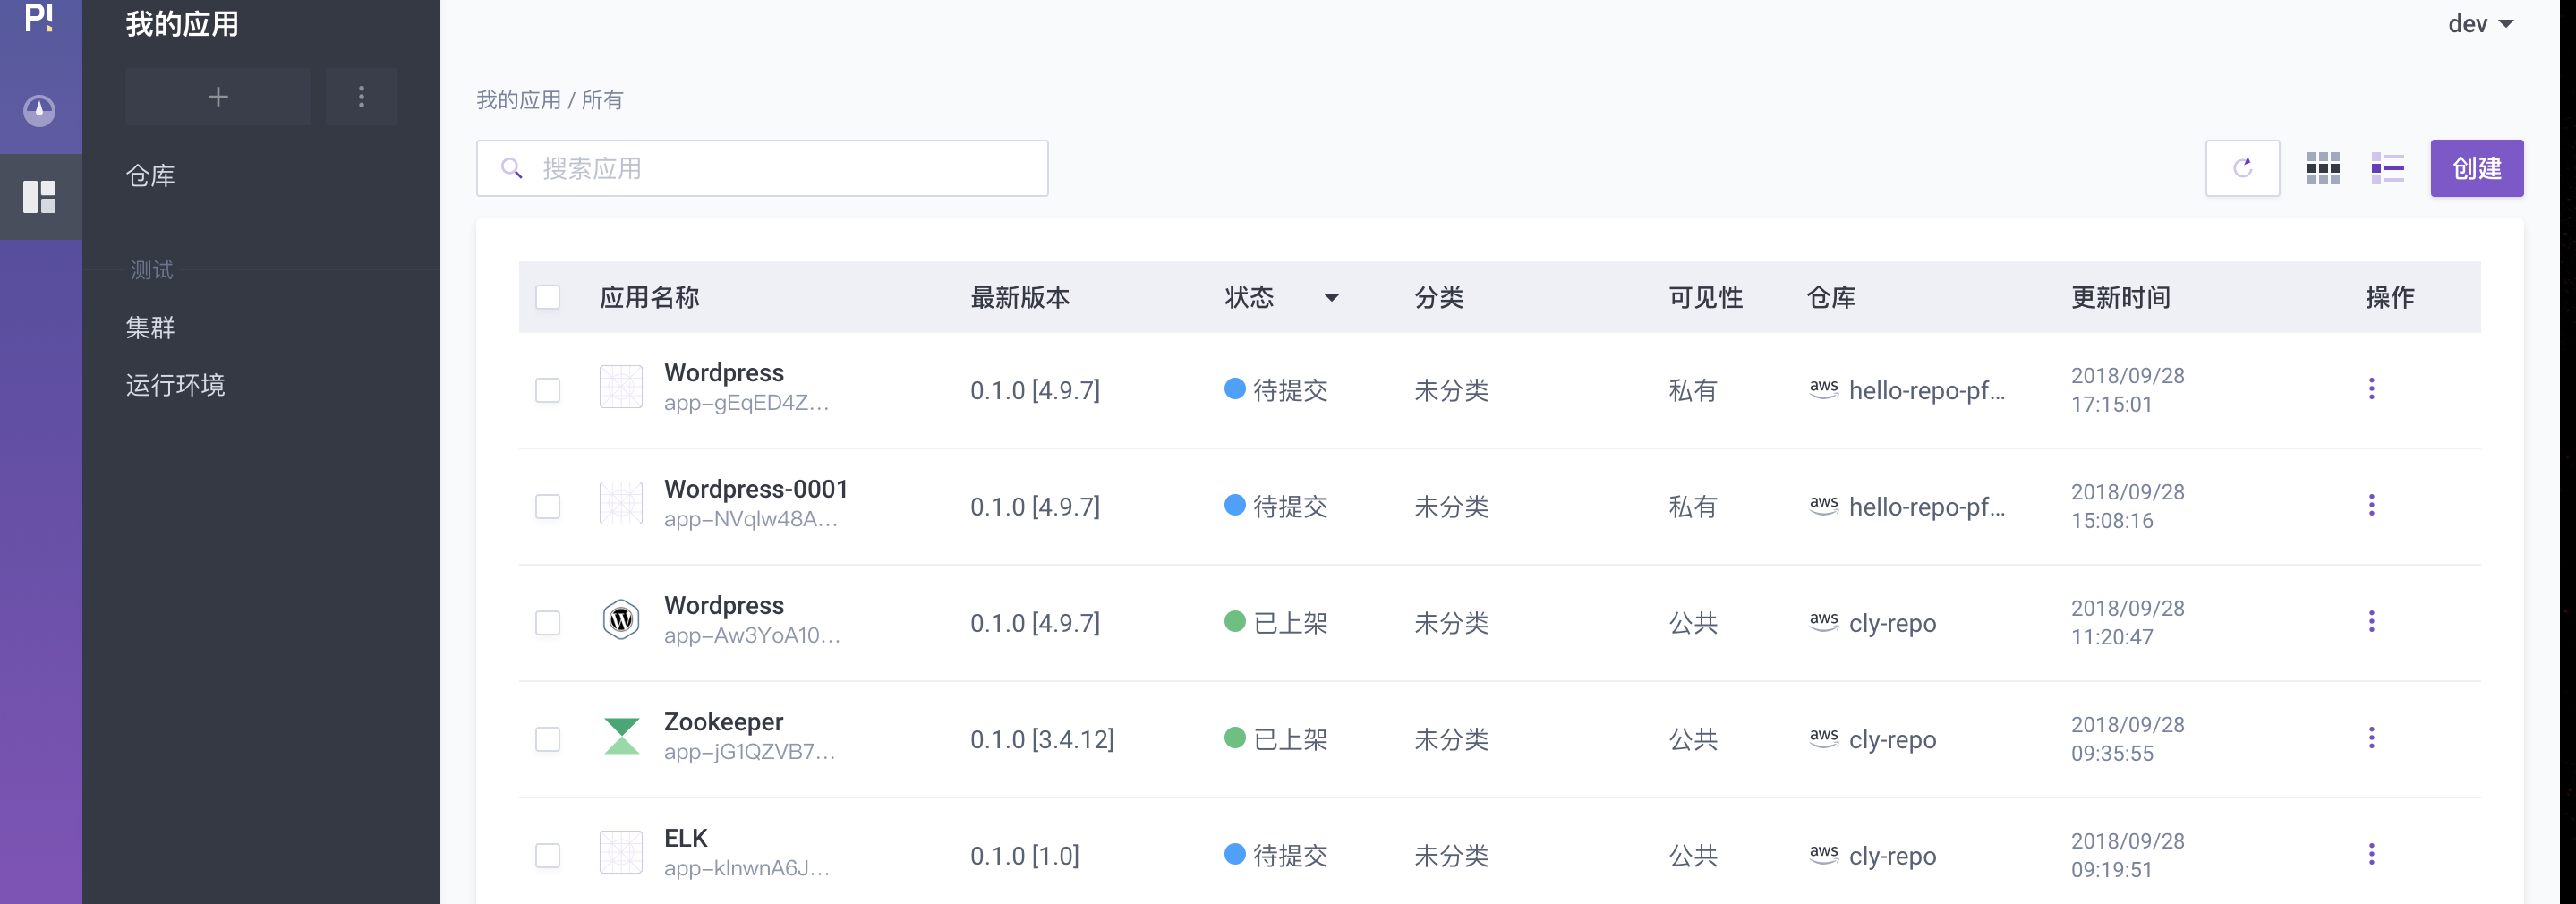 P!
我的应用
仓库
测试
集群
运行环境
dev
我的应用 / 所有
搜索应用
创建
应用名称 最新版本 状态 分类 可见性 仓库 更新时间 操作
Wordpress
app-gEqED4Z...
0.1.0 [4.9.7] 待提交 未分类 私有 aws hello-repo-pf... 2018/09/28
17:15:01
Wordpress-0001
app-NVqlw48A...
0.1.0 [4.9.7] 待提交 未分类 私有 aws hello-repo-pf... 2018/09/28
15:08:16
Wordpress
app-Aw3YoA10...
0.1.0 [4.9.7] 已上架 未分类 公共 aws cly-repo 2018/09/28
11:20:47
Zookeeper
app-jG1QZVB7...
0.1.0 [3.4.12] 已上架 未分类 公共 aws cly-repo 2018/09/28
09:35:55
ELK
app-klnwnA6J...
0.1.0 [1.0] 待提交 未分类 公共 aws cly-repo 2018/09/28
09:19:51